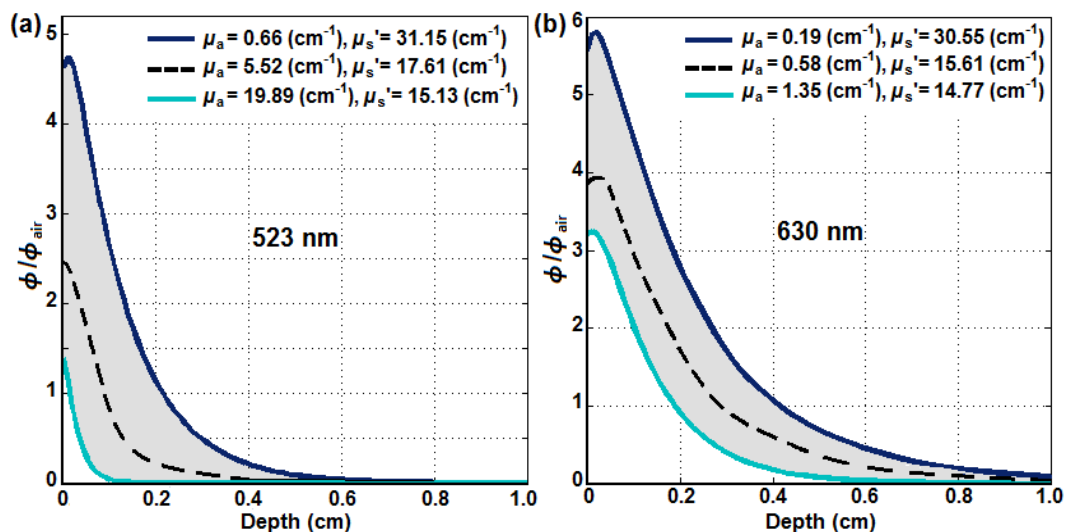 (a)
μa = 0.66 (cm-1), μs'= 31.15 (cm-1)
μa = 5.52 (cm-1), μs'= 17.61 (cm-1)
μa = 19.89 (cm-1), μs'= 15.13 (cm-1)
523 nm
ϕ/ϕair
5
4
3
2
1
0
0
0.2
0.4
0.6
0.8
1.0
Depth (cm)
(b)
μa = 0.19 (cm-1), μs'= 30.55 (cm-1)
μa = 0.58 (cm-1), μs'= 15.61 (cm-1)
μa = 1.35 (cm-1), μs'= 14.77 (cm-1)
630 nm
ϕ/ϕair
6
5
4
3
2
1
0
0
0.2
0.4
0.6
0.8
1.0
Depth (cm)